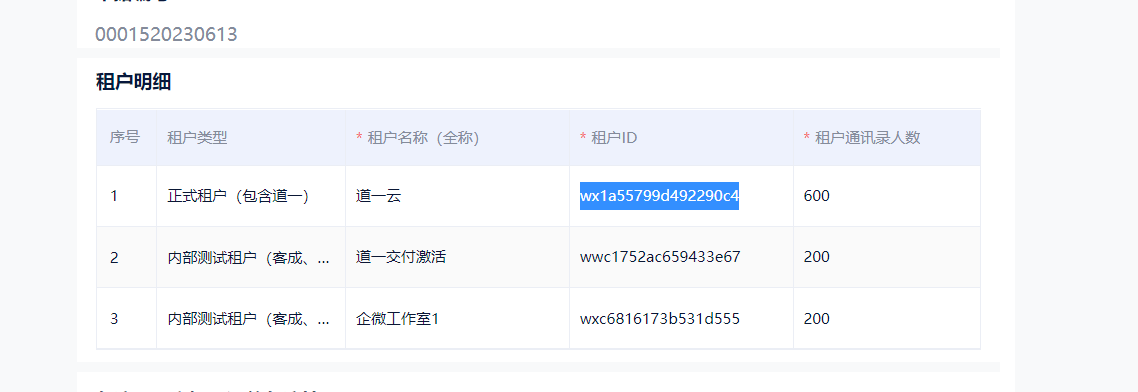 0001520230613
租户明细
序号 租户类型 * 租户名称（全称） * 租户ID * 租户通讯录人数
1 正式租户（包含道一） 道一云 wx1a55799d492290c4 600
2 内部测试租户（客成、... 道一交付激活 wwc1752ac659433e67 200
3 内部测试租户（客成、... 企微工作室1 wxc6816173b531d555 200